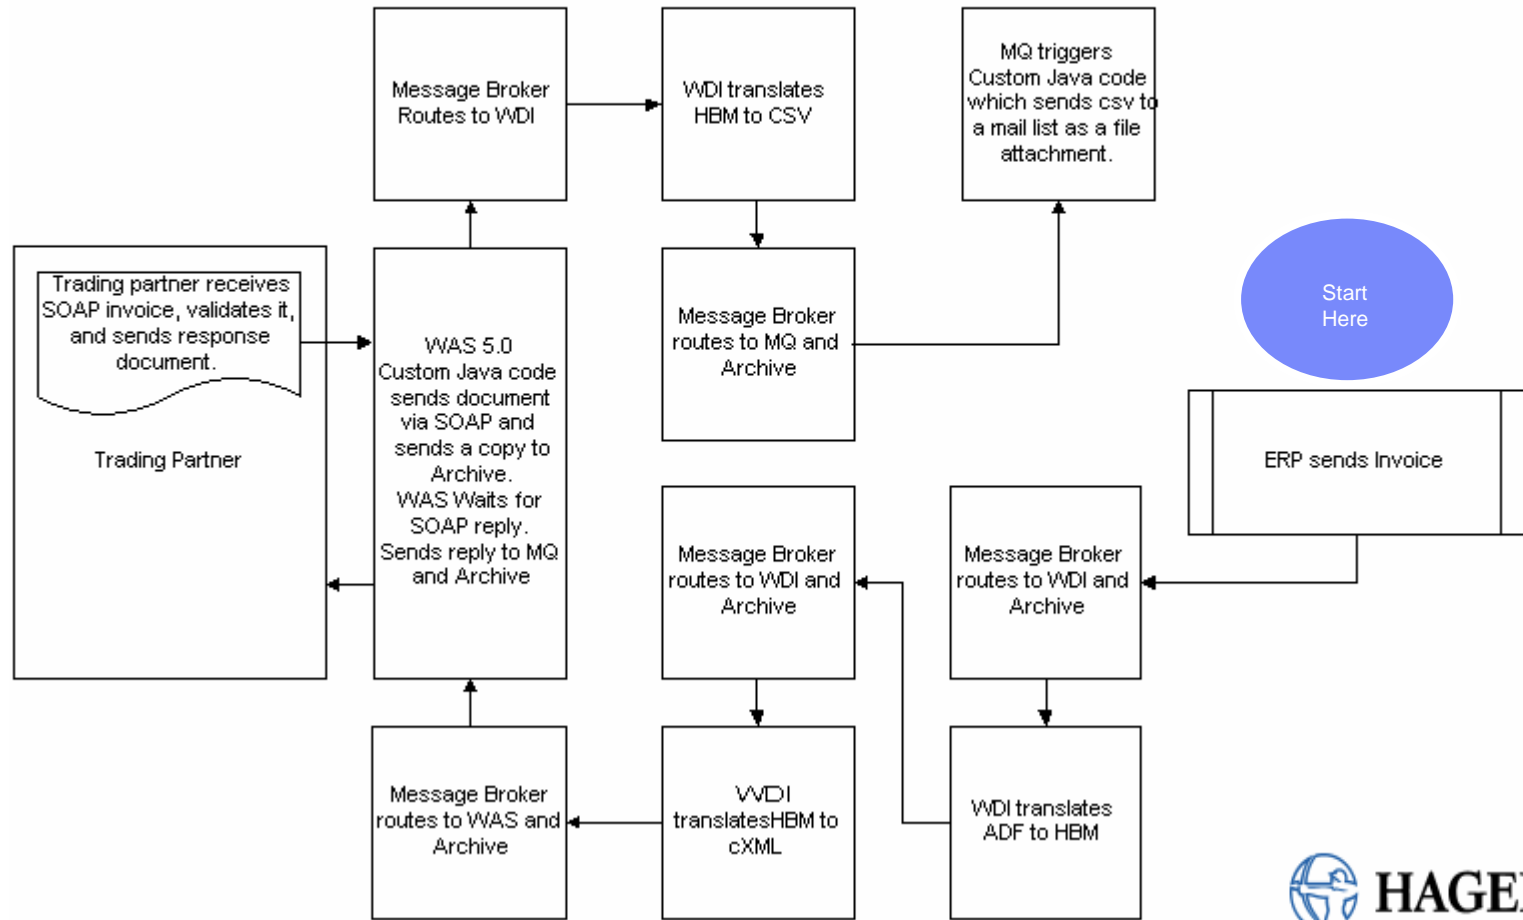 Message Broker
Routes to WDI
WDI translates
HBM to CSV
MQ triggers
Custom Java code
which sends csv to
a mail list as a file
attachment.
Trading partner receives
SOAP invoice, validates it,
and sends response
document.
Trading Partner
WAS 5.0
Custom Java code
sends document
via SOAP and
sends a copy to
Archive.
WAS Waits for
SOAP reply.
Sends reply to MQ
and Archive
Message Broker
routes to MQ and
Archive
Start
Here
ERP sends Invoice
Message Broker
routes to WDI and
Archive
Message Broker
routes to WDI and
Archive
Message Broker
routes to WAS and
Archive
WDI
translatesHBM to
cXML
WDI translates
ADF to HBM